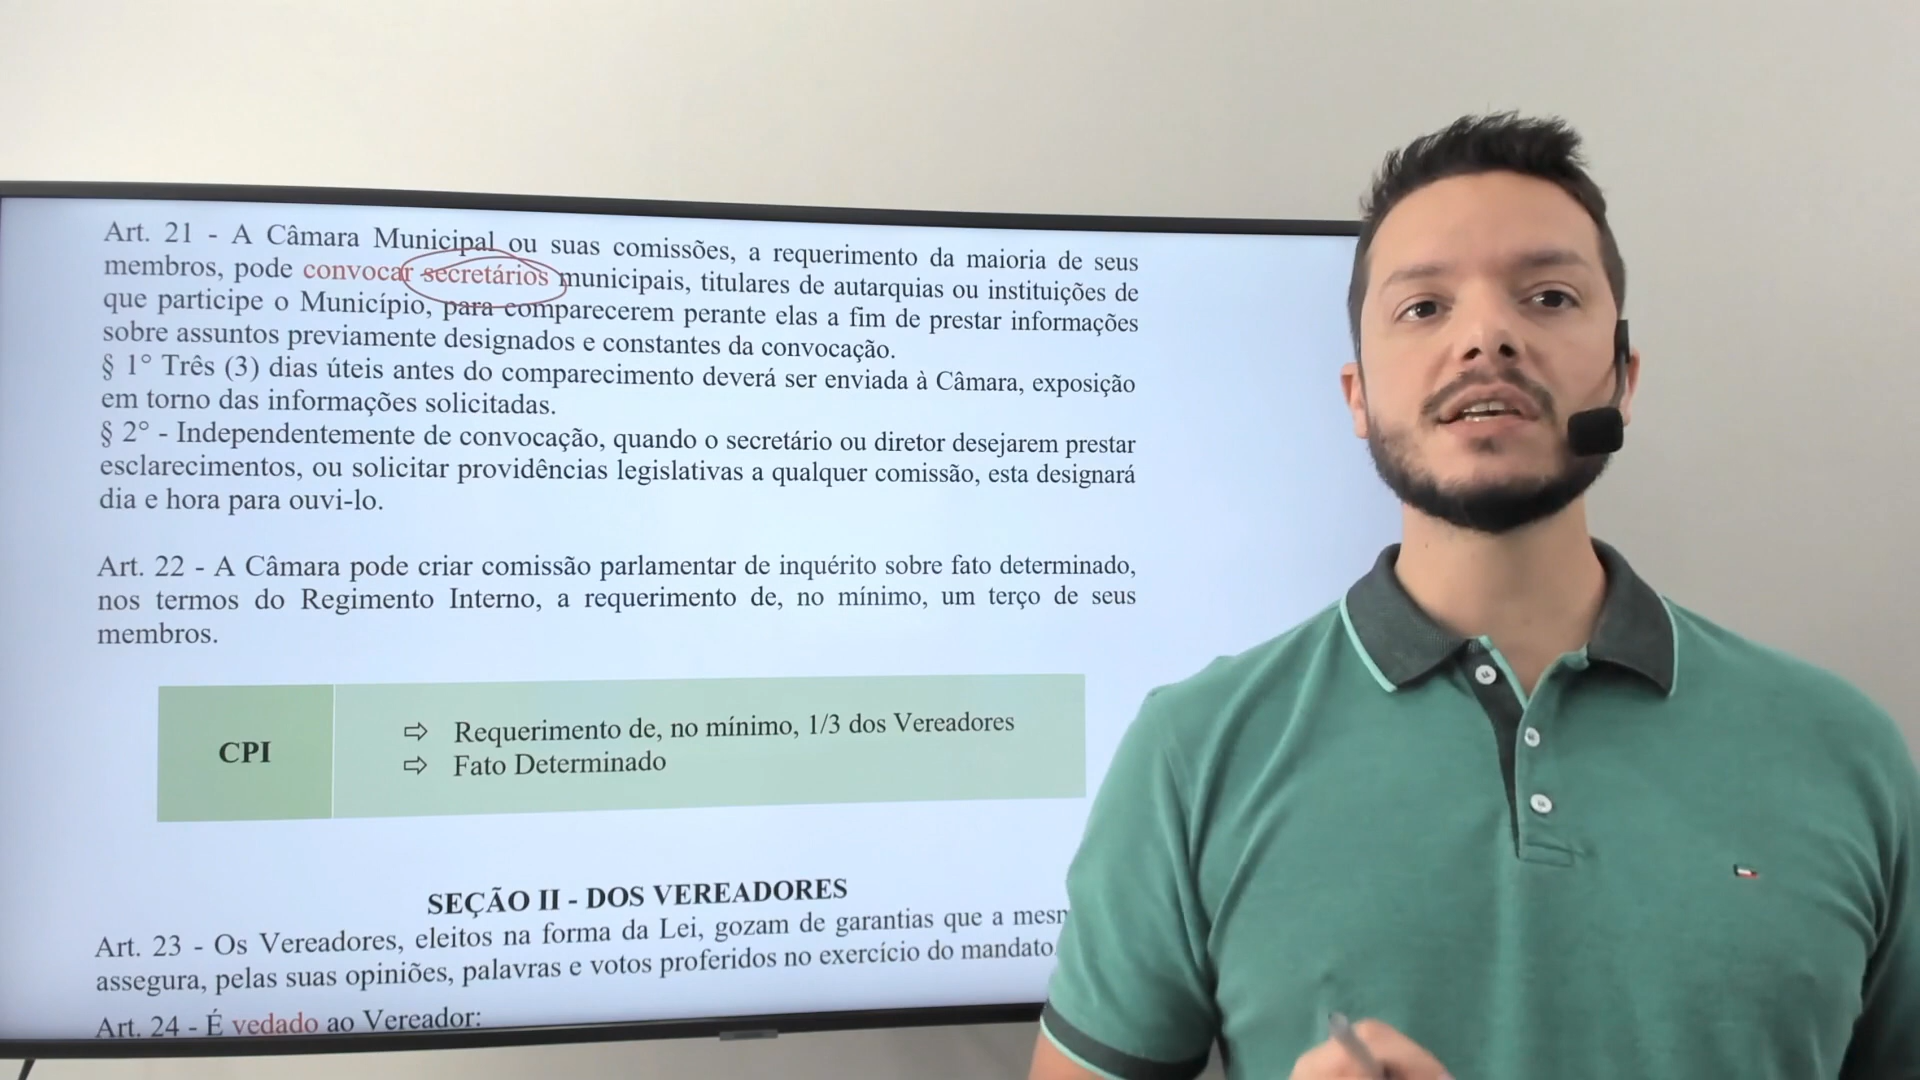 Art. 21 - A Câmara Municipal ou suas comissões, a requerimento da maioria de seus
membros, pode convocar secretários municipais, titulares de autarquias ou instituições de
que participe o Município, para comparecerem perante elas a fim de prestar informações
sobre assuntos previamente designados e constantes da convocação.
§ 1° Três (3) dias úteis antes do comparecimento deverá ser enviada à Câmara, exposição
em torno das informações solicitadas.
§ 2° - Independentemente de convocação, quando o secretário ou diretor desejarem prestar
esclarecimentos, ou solicitar providências legislativas a qualquer comissão, esta designará
dia e hora para ouvi-lo.
Art. 22 - A Câmara pode criar comissão parlamentar de inquérito sobre fato determinado,
nos termos do Regimento Interno, a requerimento de, no mínimo, um terço de seus
membros.
CPI
⇨ Requerimento de, no mínimo, 1/3 dos Vereadores
⇨ Fato Determinado
SEÇÃO II - DOS VEREADORES
Art. 23 - Os Vereadores, eleitos na forma da Lei, gozam de garantias que a
assegura, pelas suas opiniões, palavras e votos proferidos no exercício do mandato.
Art. 24 - É vedado ao Vereador: